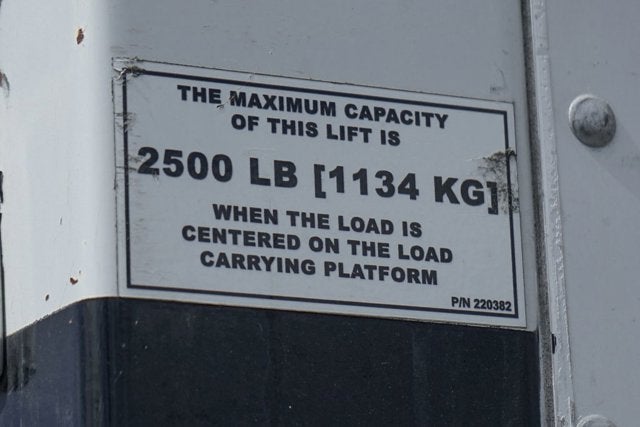 THE MAXIMUM CAPACITY
OF THIS LIFT IS
2500 LB [1134 KG]
WHEN THE LOAD IS
CENTERED ON THE LOAD
CARRYING PLATFORM
P/N 220382